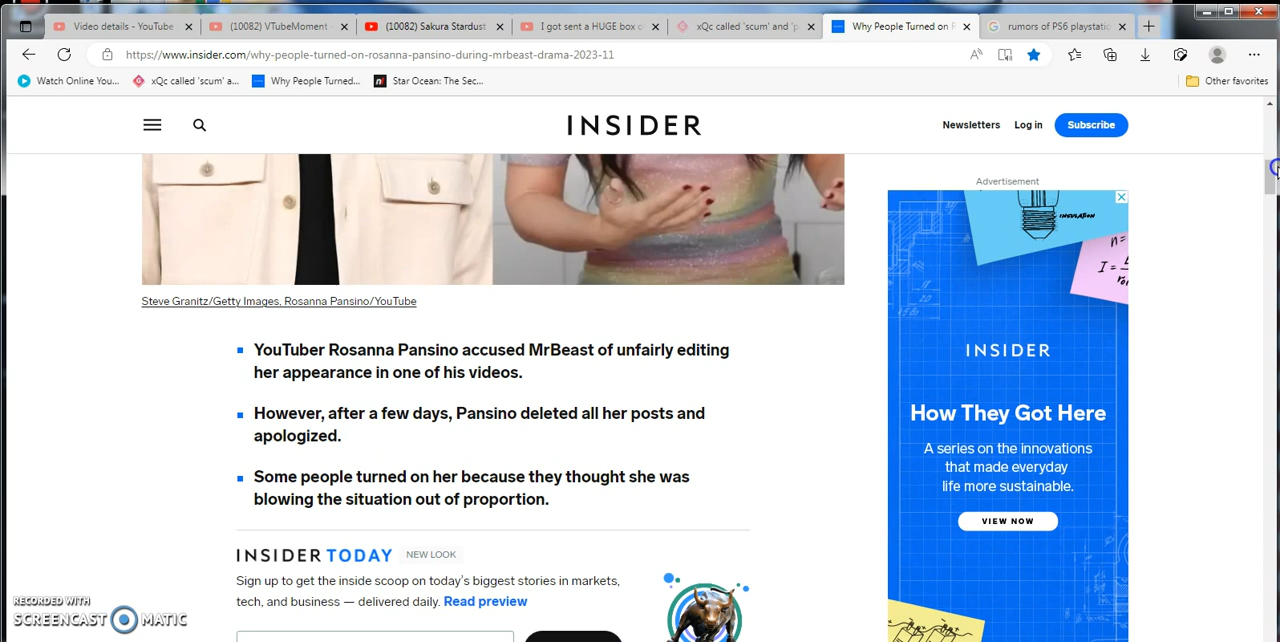 Video details - YouTube
(10082) VTubeMoment -
(10082) Sakura Stardust
I got sent a HUGE box o
xQc called 'scum' and 'p
Why People Turned on R
rumors of PS6 playstatio
https://www.insider.com/why-people-turned-on-rosanna-pansino-during-mrbeast-drama-2023-11
Watch Online You...
xQc called 'scum' a...
Why People Turned...
Star Ocean: The Sec...
Other favorites
INSIDER
Newsletters
Log in
Subscribe
Advertisement
INSULATION
n=
I=
INSIDER
How They Got Here
A series on the innovations
that made everyday
life more sustainable.
VIEW NOW
Steve Granitz/Getty Images, Rosanna Pansino/YouTube
YouTuber Rosanna Pansino accused MrBeast of unfairly editing
her appearance in one of his videos.
However, after a few days, Pansino deleted all her posts and
apologized.
Some people turned on her because they thought she was
blowing the situation out of proportion.
INSIDER TODAY NEW LOOK
Sign up to get the inside scoop on today's biggest stories in markets,
tech, and business — delivered daily. Read preview
RECORDED WITH
SCREENCAST MATIC